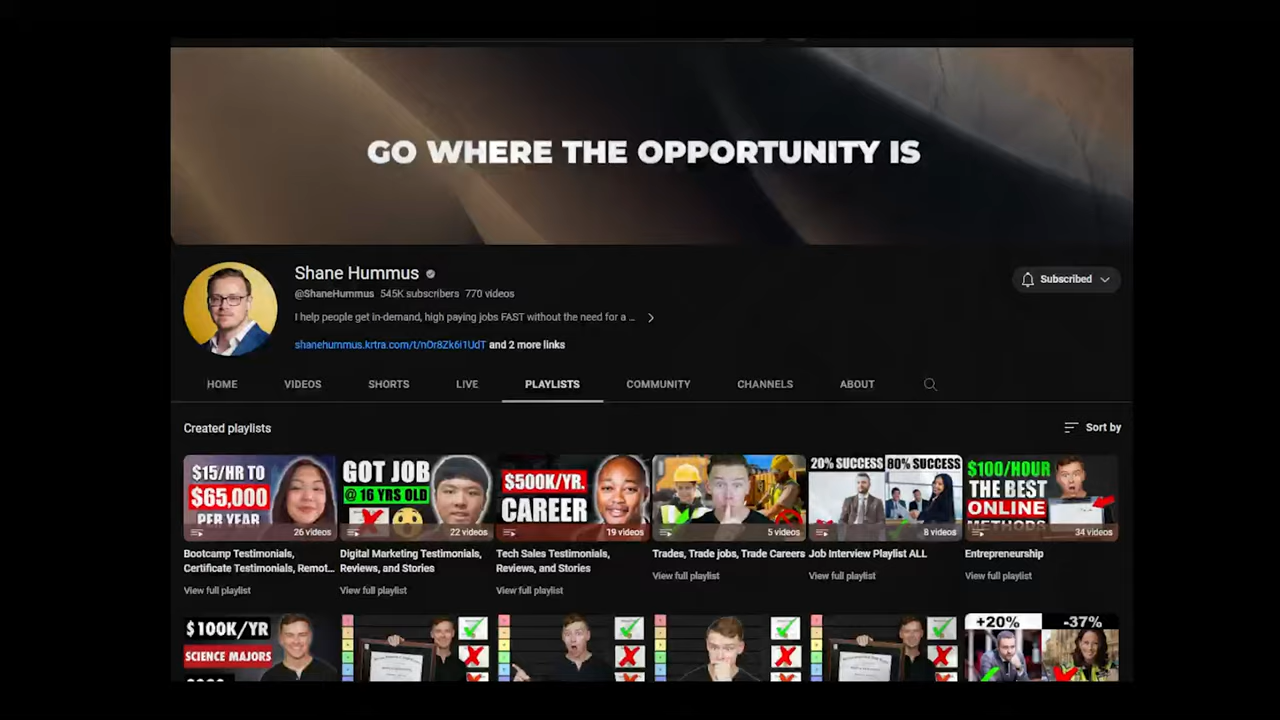 GO WHERE THE OPPORTUNITY IS
Shane Hummus
@ShaneHummus 545K subscribers 770 videos
Subscribed
I help people get in-demand, high paying jobs FAST without the need for a ...
shanehummus.krtra.com/t/nOr8Zk6I1UdT and 2 more links
HOME VIDEOS SHORTS LIVE PLAYLISTS COMMUNITY CHANNELS ABOUT
Created playlists
Sort by
$15/HR TO
$65,000
PER YEAR
26 videos
GOT JOB
@ 16 YRS OLD
22 videos
$500K/YR.
CAREER
19 videos
5 videos
20% SUCCESS 80% SUCCESS
8 videos
$100/HOUR
THE BEST
ONLINE
METHODS
34 videos
Bootcamp Testimonials,
Certificate Testimonials, Remot...
View full playlist
Digital Marketing Testimonials,
Reviews, and Stories
View full playlist
Tech Sales Testimonials,
Reviews, and Stories
View full playlist
Trades, Trade jobs, Trade Careers
View full playlist
Job Interview Playlist ALL
View full playlist
Entrepreneurship
View full playlist
$100K/YR
SCIENCE MAJORS
+20% -37%